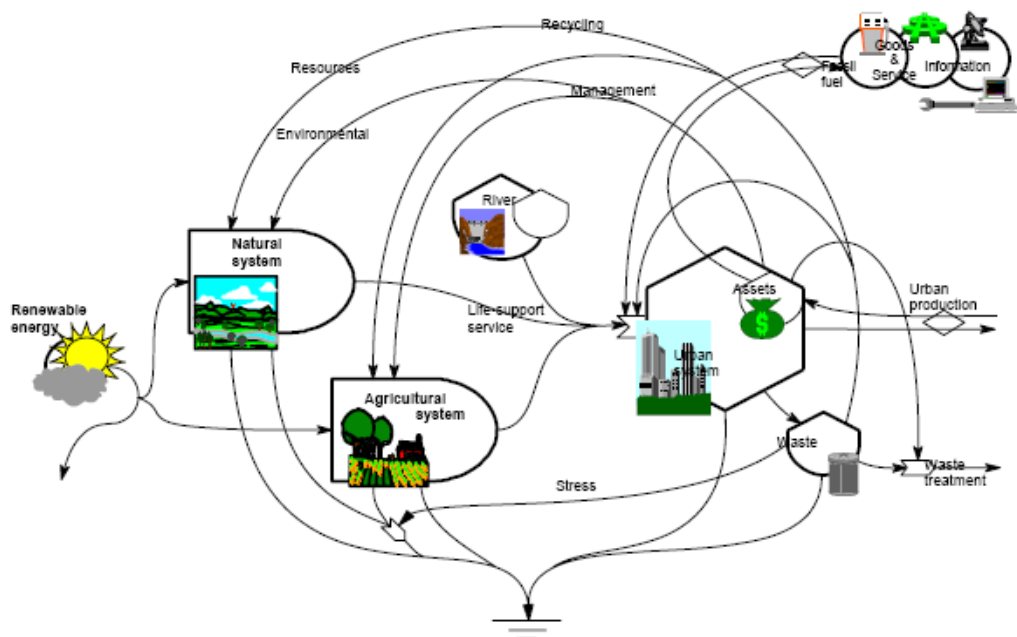 Recycling
Resources
Management
Environmental
Goods
&
Service
Information
Fossil
fuel
River
Natural
system
Life-support
service
Assets
Urban
production
Renewable
energy
Urban
system
Agricultural
system
Waste
Waste
treatment
Stress
$